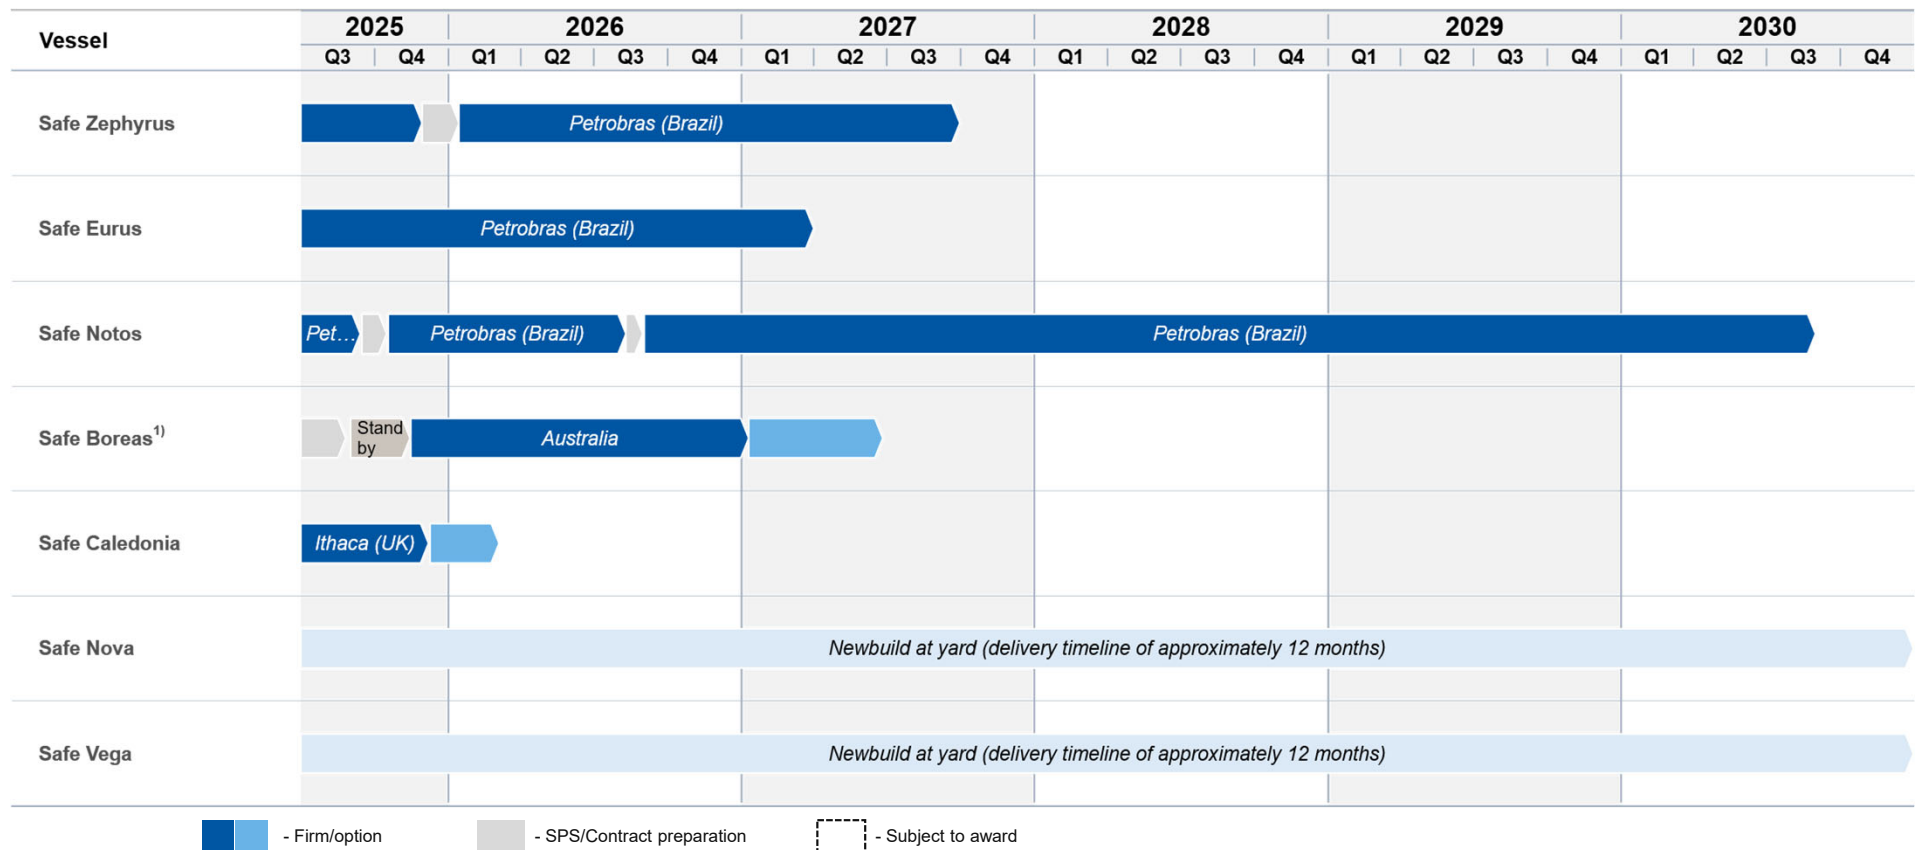 Vessel
2025 2026 2027 2028 2029 2030
Q3 Q4 Q1 Q2 Q3 Q4 Q1 Q2 Q3 Q4 Q1 Q2 Q3 Q4 Q1 Q2 Q3 Q4 Q1 Q2 Q3 Q4
Safe Zephyrus Petrobras (Brazil)
Safe Eurus Petrobras (Brazil)
Safe Notos Pet... Petrobras (Brazil) Petrobras (Brazil)
Safe Boreas1) Stand by Australia
Safe Caledonia Ithaca (UK)
Safe Nova Newbuild at yard (delivery timeline of approximately 12 months)
Safe Vega Newbuild at yard (delivery timeline of approximately 12 months)
- Firm/option - SPS/Contract preparation - Subject to award